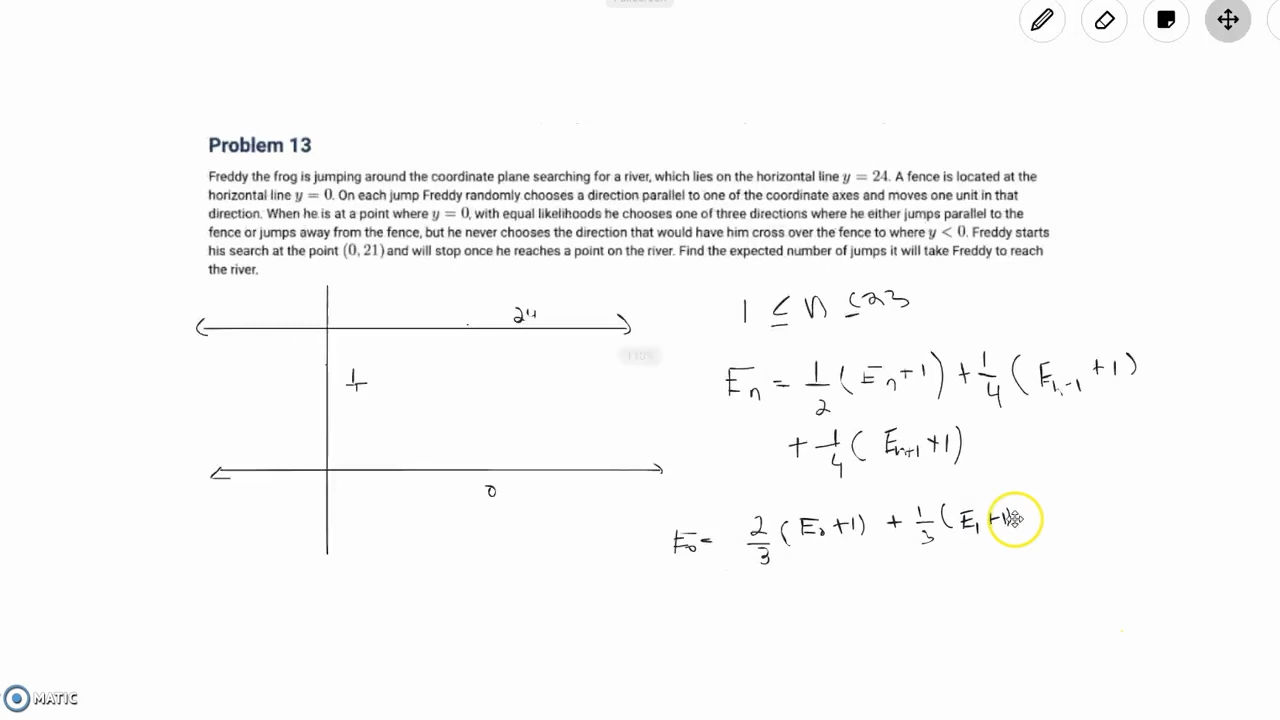 Problem 13
Freddy the frog is jumping around the coordinate plane searching for a river, which lies on the horizontal line y = 24. A fence is located at the
horizontal line y = 0. On each jump Freddy randomly chooses a direction parallel to one of the coordinate axes and moves one unit in that
direction. When he is at a point where y = 0, with equal likelihoods he chooses one of three directions where he either jumps parallel to the
fence or jumps away from the fence, but he never chooses the direction that would have him cross over the fence to where y < 0. Freddy starts
his search at the point (0, 21) and will stop once he reaches a point on the river. Find the expected number of jumps it will take Freddy to reach
the river.
24
0
1 ≤ n ≤ 23
110%
E_n = 1/2 (E_n + 1) + 1/4 (E_{n-1} + 1)
+ 1/4 (E_{n+1} + 1)
E_0 = 2/3 (E_0 + 1) + 1/3 (E_1 + 1)
MATIC